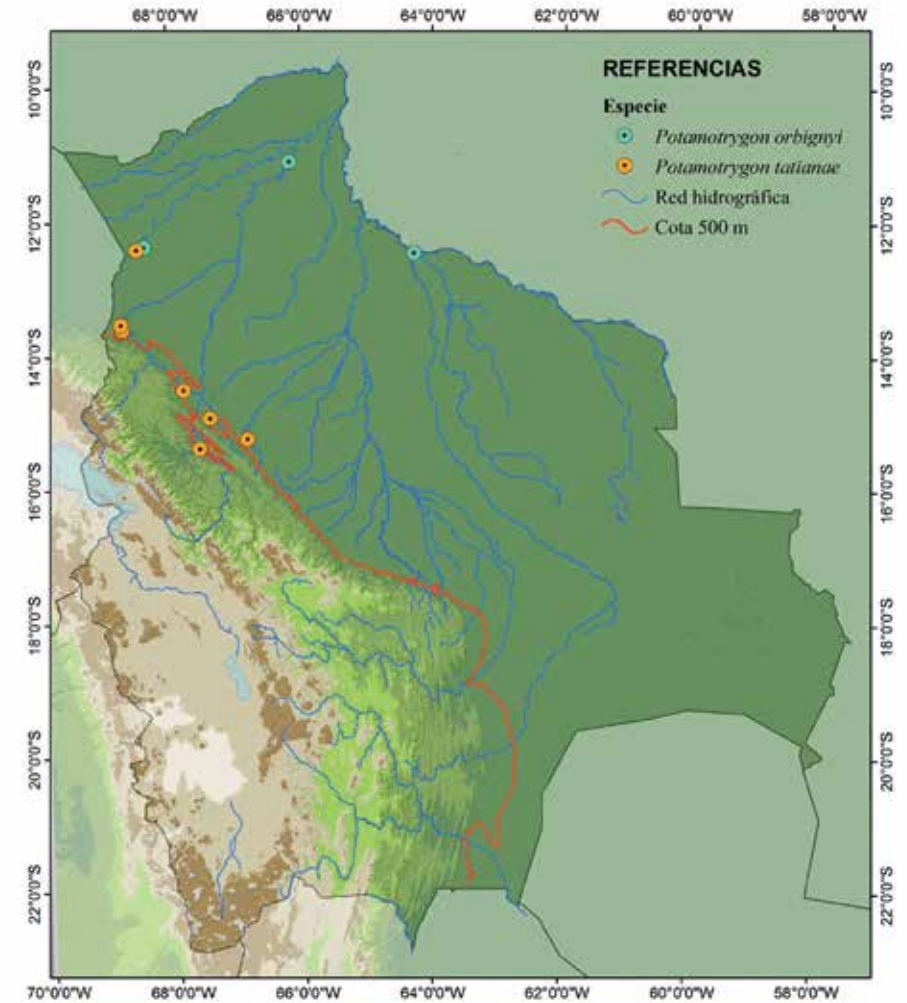 68°0'0"W 66°0'0"W 64°0'0"W 62°0'0"W 60°0'0"W 58°0'0"W
REFERENCIAS
Especie
Potamotrygon orbignyi
Potamotrygon tatianae
Red hidrográfica
Cota 500 m
10°0'0"S 10°0'0"S
12°0'0"S 12°0'0"S
14°0'0"S 14°0'0"S
16°0'0"S 16°0'0"S
18°0'0"S 18°0'0"S
20°0'0"S 20°0'0"S
22°0'0"S 22°0'0"S
70°0'0"W 68°0'0"W 66°0'0"W 64°0'0"W 62°0'0"W 60°0'0"W 58°0'0"W